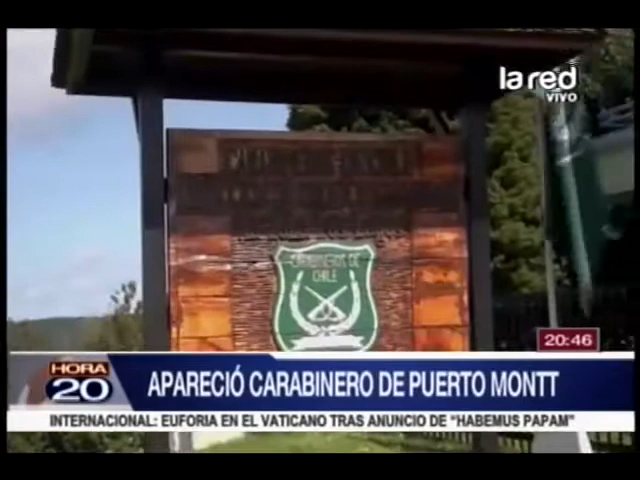 la red
VIVO
CARABINEROS DE
CHILE
20:46
HORA
20
APARECIÓ CARABINERO DE PUERTO MONTT
INTERNACIONAL: EUFORIA EN EL VATICANO TRAS ANUNCIO DE “HABEMUS PAPAM”